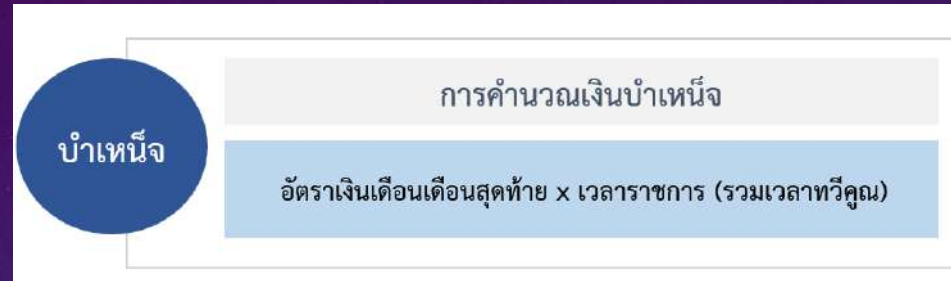 การคำนวณเงินบำเหน็จ
บำเหน็จ
อัตราเงินเดือนเดือนสุดท้าย x เวลาราชการ (รวมเวลาทวีคูณ)